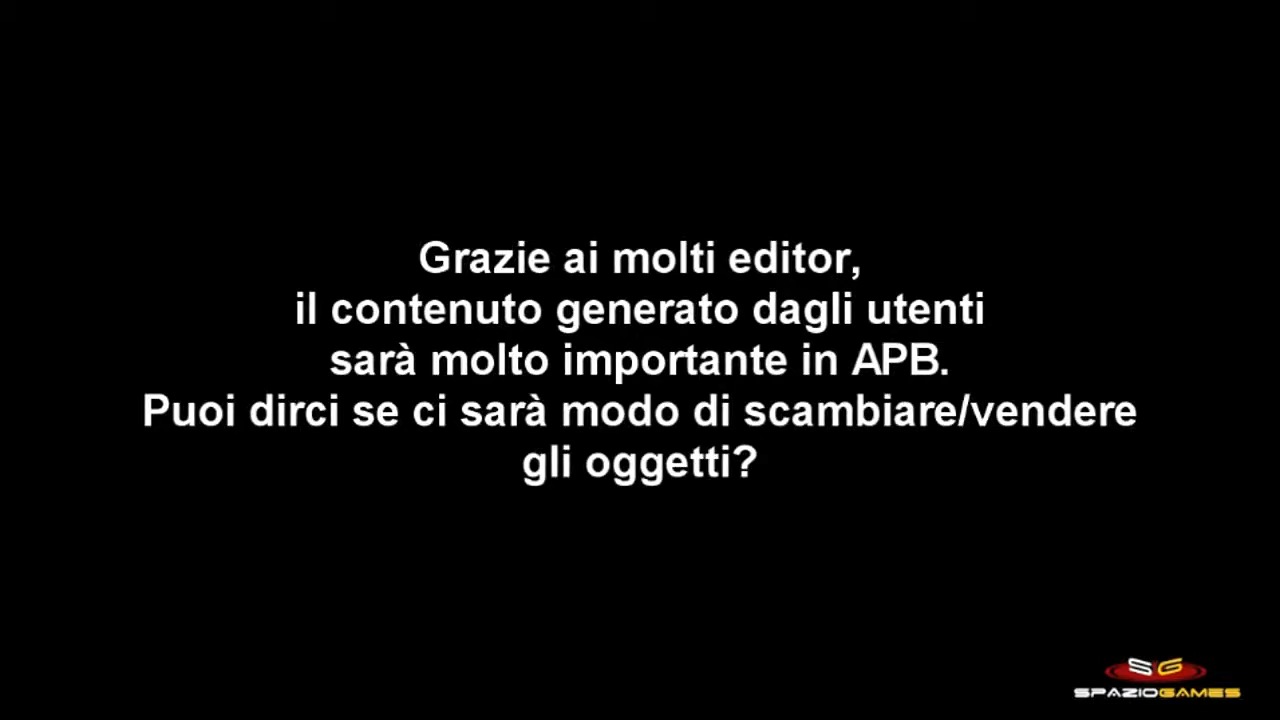 Grazie ai molti editor,
il contenuto generato dagli utenti
sarà molto importante in APB.
Puoi dirci se ci sarà modo di scambiare/vendere
gli oggetti?
SG
SPAZIOGAMES